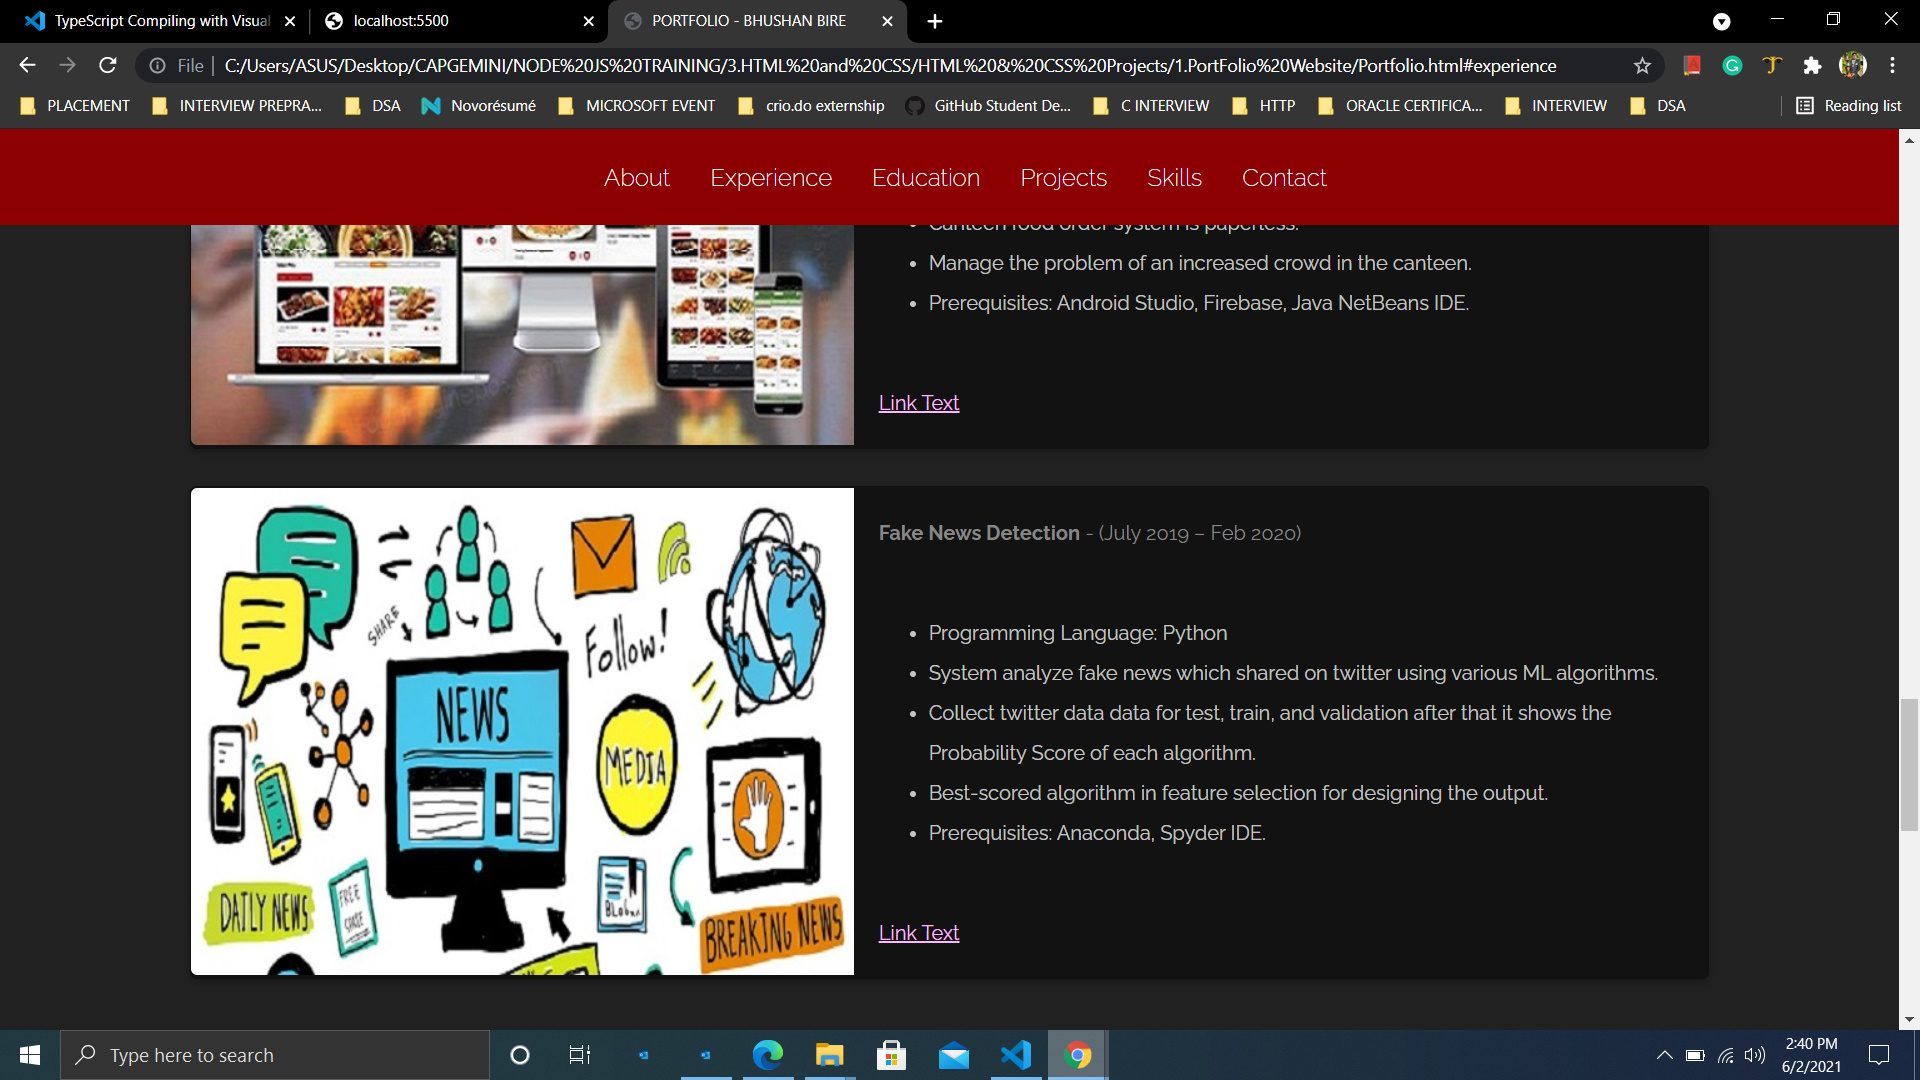 TypeScript Compiling with Visual
localhost:5500
PORTFOLIO - BHUSHAN BIRE
File
C:/Users/ASUS/Desktop/CAPGEMINI/NODE%20JS%20TRAINING/3.HTML%20and%20CSS/HTML%20&%20CSS%20Projects/1.PortFolio%20Website/Portfolio.html#experience
PLACEMENT
INTERVIEW PREPRA...
DSA
Novorésumé
MICROSOFT EVENT
crio.do externship
GitHub Student De...
C INTERVIEW
HTTP
ORACLE CERTIFICA...
INTERVIEW
DSA
Reading list
About Experience Education Projects Skills Contact
Canteen food order system is paperless.
Manage the problem of an increased crowd in the canteen.
Prerequisites: Android Studio, Firebase, Java NetBeans IDE.
Link Text
Fake News Detection - (July 2019 – Feb 2020)
Programming Language: Python
System analyze fake news which shared on twitter using various ML algorithms.
Collect twitter data data for test, train, and validation after that it shows the
Probability Score of each algorithm.
Best-scored algorithm in feature selection for designing the output.
Prerequisites: Anaconda, Spyder IDE.
Link Text
SHARE
Follow!
NEWS
MEDIA
DAILY NEWS
FREE
BREAKING NEWS
Type here to search
2:40 PM
6/2/2021